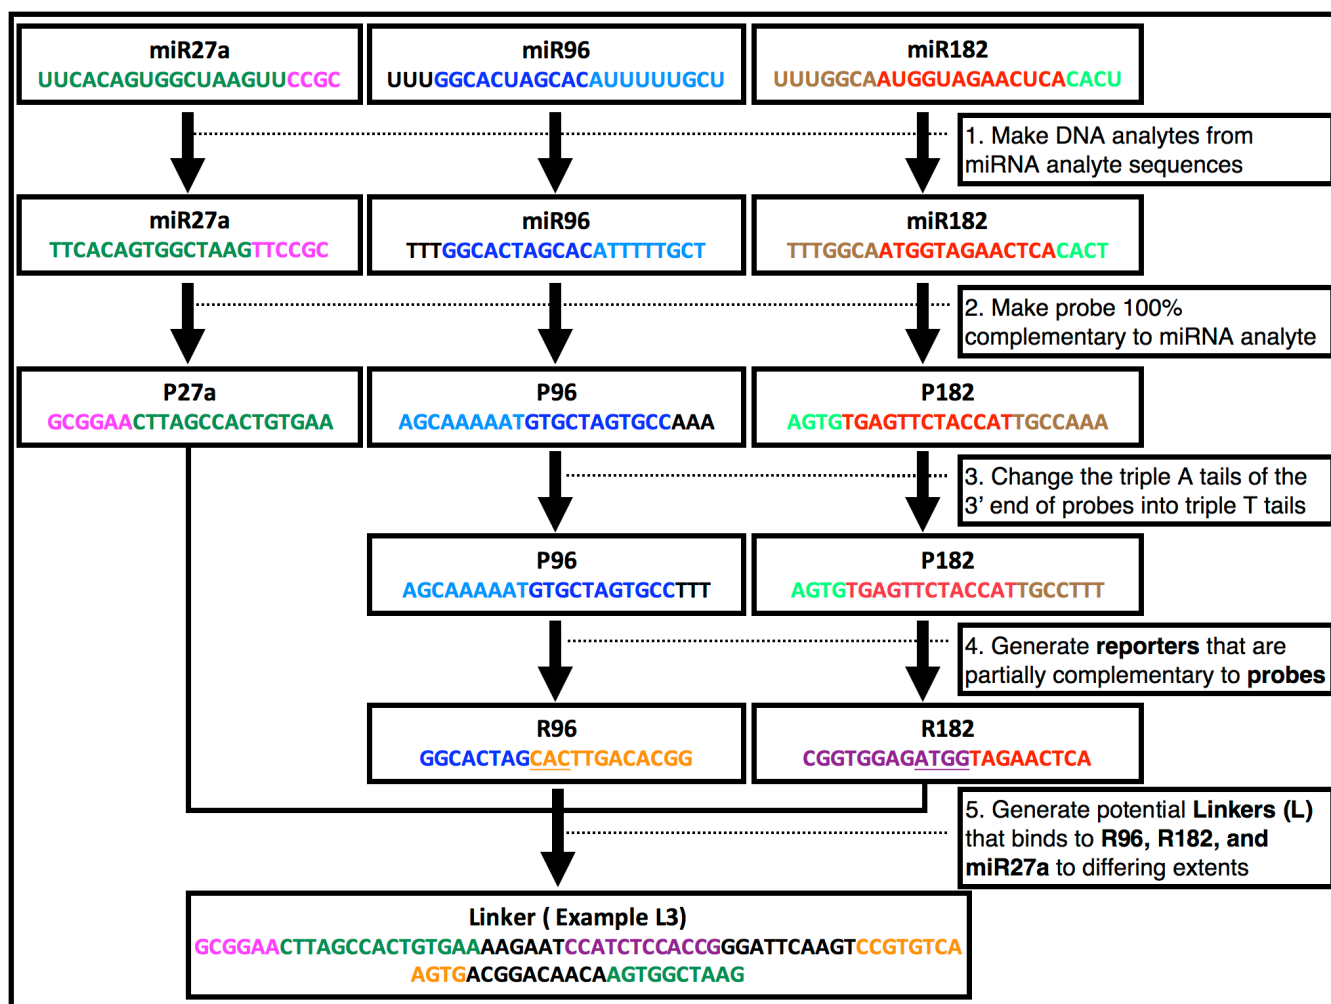 miR27a
UUCACAGUGGCUAAGUUCCGC
miR96
UUUGGCACUAGCACAUUUUUGCU
miR182
UUUGGCAAUGGUAGAACUCACACU
1. Make DNA analytes from
miRNA analyte sequences
miR27a
TTCACAGTGGCTAAGTTCCGC
miR96
TTTGGCACTAGCACATTTTTGCT
miR182
TTTGGCAATGGTAGAACTCACACT
2. Make probe 100%
complementary to miRNA analyte
P27a
GCGGAACTTAGCCACTGTGAA
P96
AGCAAAAATGTGCTAGTGCCAAA
P182
AGTGTGAGTTCTACCATTGCCAAA
3. Change the triple A tails of the
3' end of probes into triple T tails
P96
AGCAAAAATGTGCTAGTGCCTTT
P182
AGTGTGAGTTCTACCATTGCCTTT
4. Generate reporters that are
partially complementary to probes
R96
GGCACTAGCACTTGACACGG
R182
CGGTGGAGATGGTAGAACTCA
5. Generate potential Linkers (L)
that binds to R96, R182, and
miR27a to differing extents
Linker ( Example L3)
GCGGAACTTAGCCACTGTGAAAAGAATCCATCTCCACCGGGATTCAAGTCCGTGTCA
AGTGACGGACAACAAGTGGCTAAG